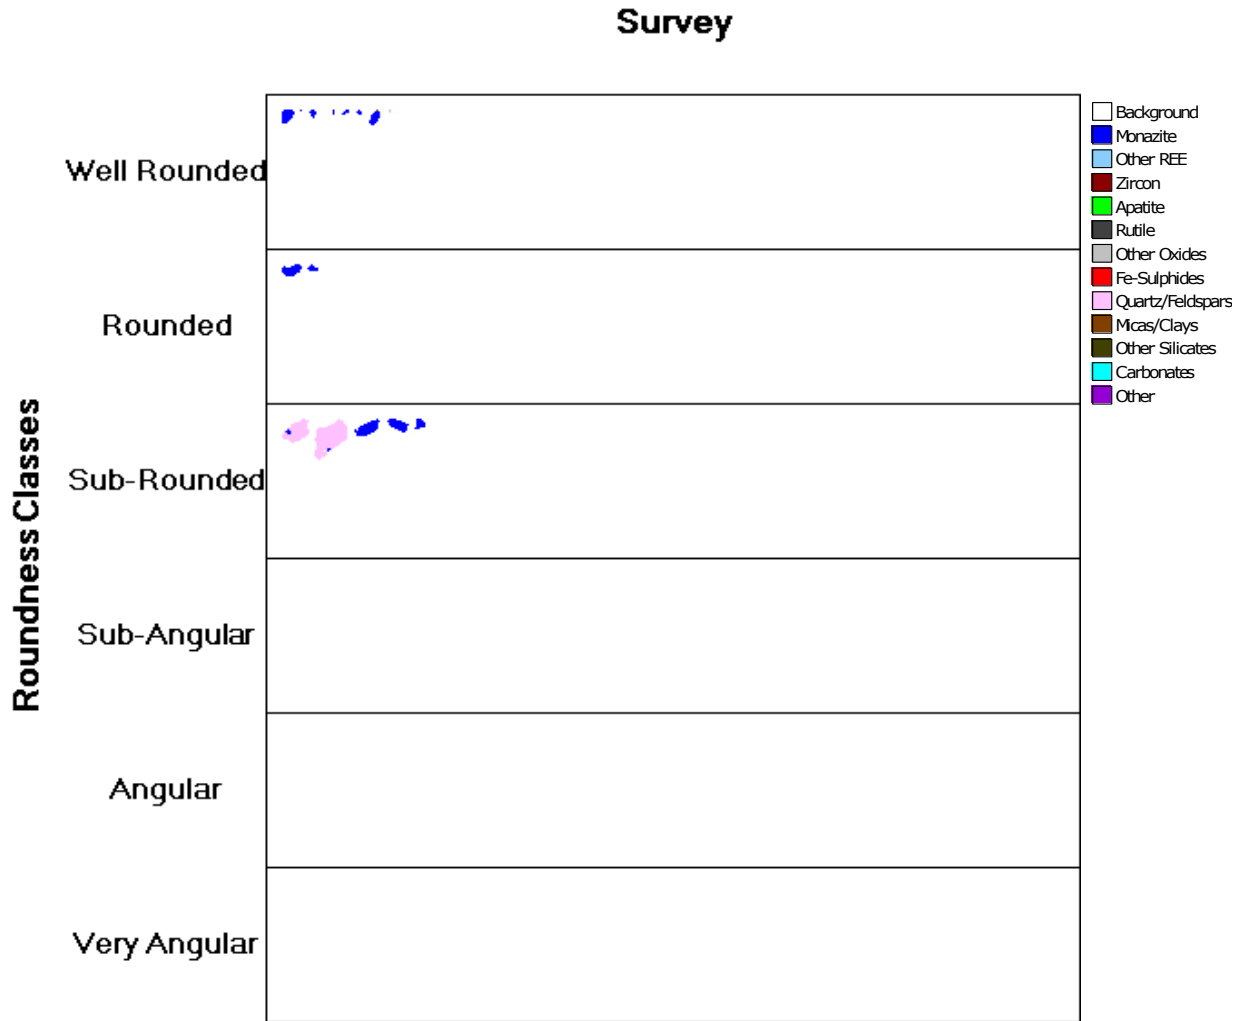 Survey
Roundness Classes
Well Rounded
Rounded
Sub-Rounded
Sub-Angular
Angular
Very Angular
Background
Monazite
Other REE
Zircon
Apatite
Rutile
Other Oxides
Fe-Sulphides
Quartz/Feldspars
Micas/Clays
Other Silicates
Carbonates
Other